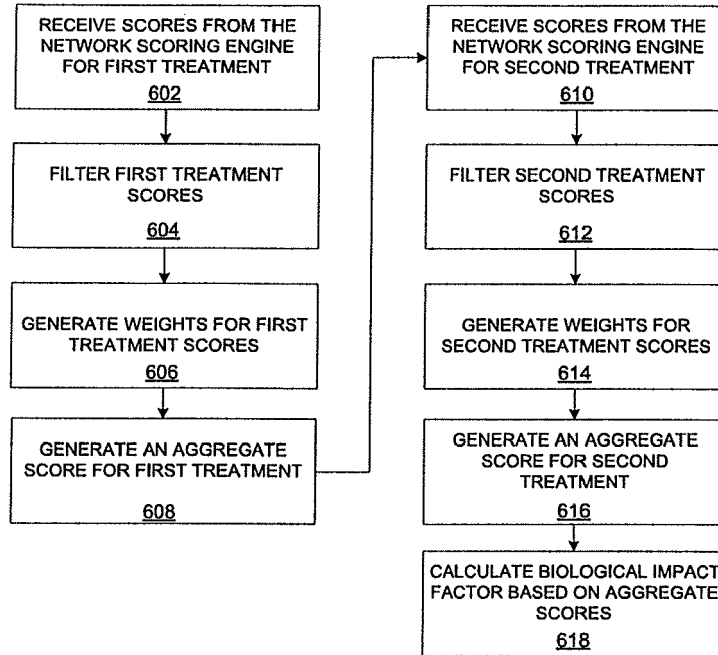 RECEIVE SCORES FROM THE
NETWORK SCORING ENGINE
FOR FIRST TREATMENT
602
FILTER FIRST TREATMENT
SCORES
604
GENERATE WEIGHTS FOR FIRST
TREATMENT SCORES
606
GENERATE AN AGGREGATE
SCORE FOR FIRST TREATMENT
608
RECEIVE SCORES FROM THE
NETWORK SCORING ENGINE
FOR SECOND TREATMENT
610
FILTER SECOND TREATMENT
SCORES
612
GENERATE WEIGHTS FOR
SECOND TREATMENT SCORES
614
GENERATE AN AGGREGATE
SCORE FOR SECOND
TREATMENT
616
CALCULATE BIOLOGICAL IMPACT
FACTOR BASED ON AGGREGATE
SCORES
618